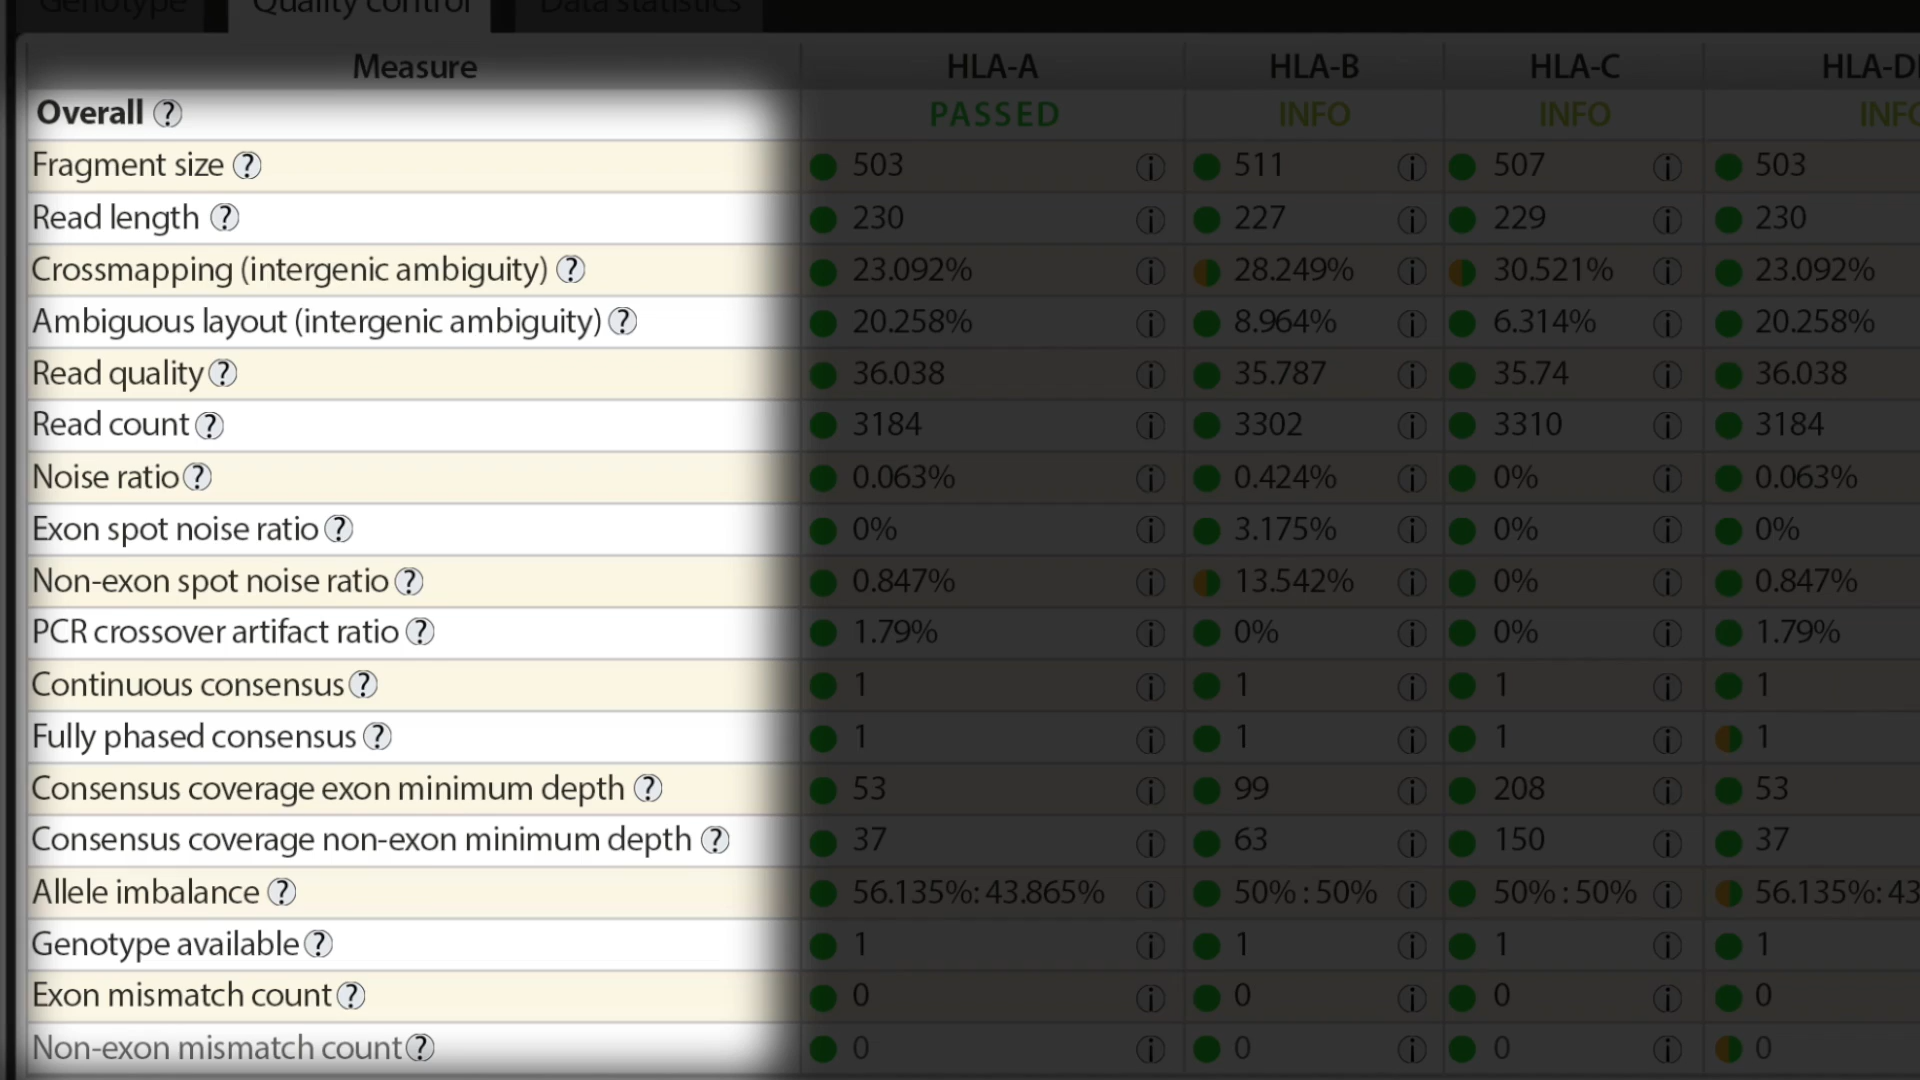 Genotype Quality control Data statistics
Measure HLA-A HLA-B HLA-C
Overall ? PASSED INFO INFO
Fragment size ? 503 i 511 i 507 i 503
Read length ? 230 i 227 i 229 i 230
Crossmapping (intergenic ambiguity) ? 23.092% i 28.249% i 30.521% i 23.092%
Ambiguous layout (intergenic ambiguity) ? 20.258% i 8.964% i 6.314% i 20.258%
Read quality ? 36.038 i 35.787 i 35.74 i 36.038
Read count ? 3184 i 3302 i 3310 i 3184
Noise ratio ? 0.063% i 0.424% i 0% i 0.063%
Exon spot noise ratio ? 0% i 3.175% i 0% i 0%
Non-exon spot noise ratio ? 0.847% i 13.542% i 0% i 0.847%
PCR crossover artifact ratio ? 1.79% i 0% i 0% i 1.79%
Continuous consensus ? 1 i 1 i 1 i 1
Fully phased consensus ? 1 i 1 i 1 i 1
Consensus coverage exon minimum depth ? 53 i 99 i 208 i 53
Consensus coverage non-exon minimum depth ? 37 i 63 i 150 i 37
Allele imbalance ? 56.135%: 43.865% i 50% : 50% i 50% : 50% i 56.135%: 43
Genotype available ? 1 i 1 i 1 i 1
Exon mismatch count ? 0 i 0 i 0 i 0
Non-exon mismatch count ? 0 i 0 i 0 i 0